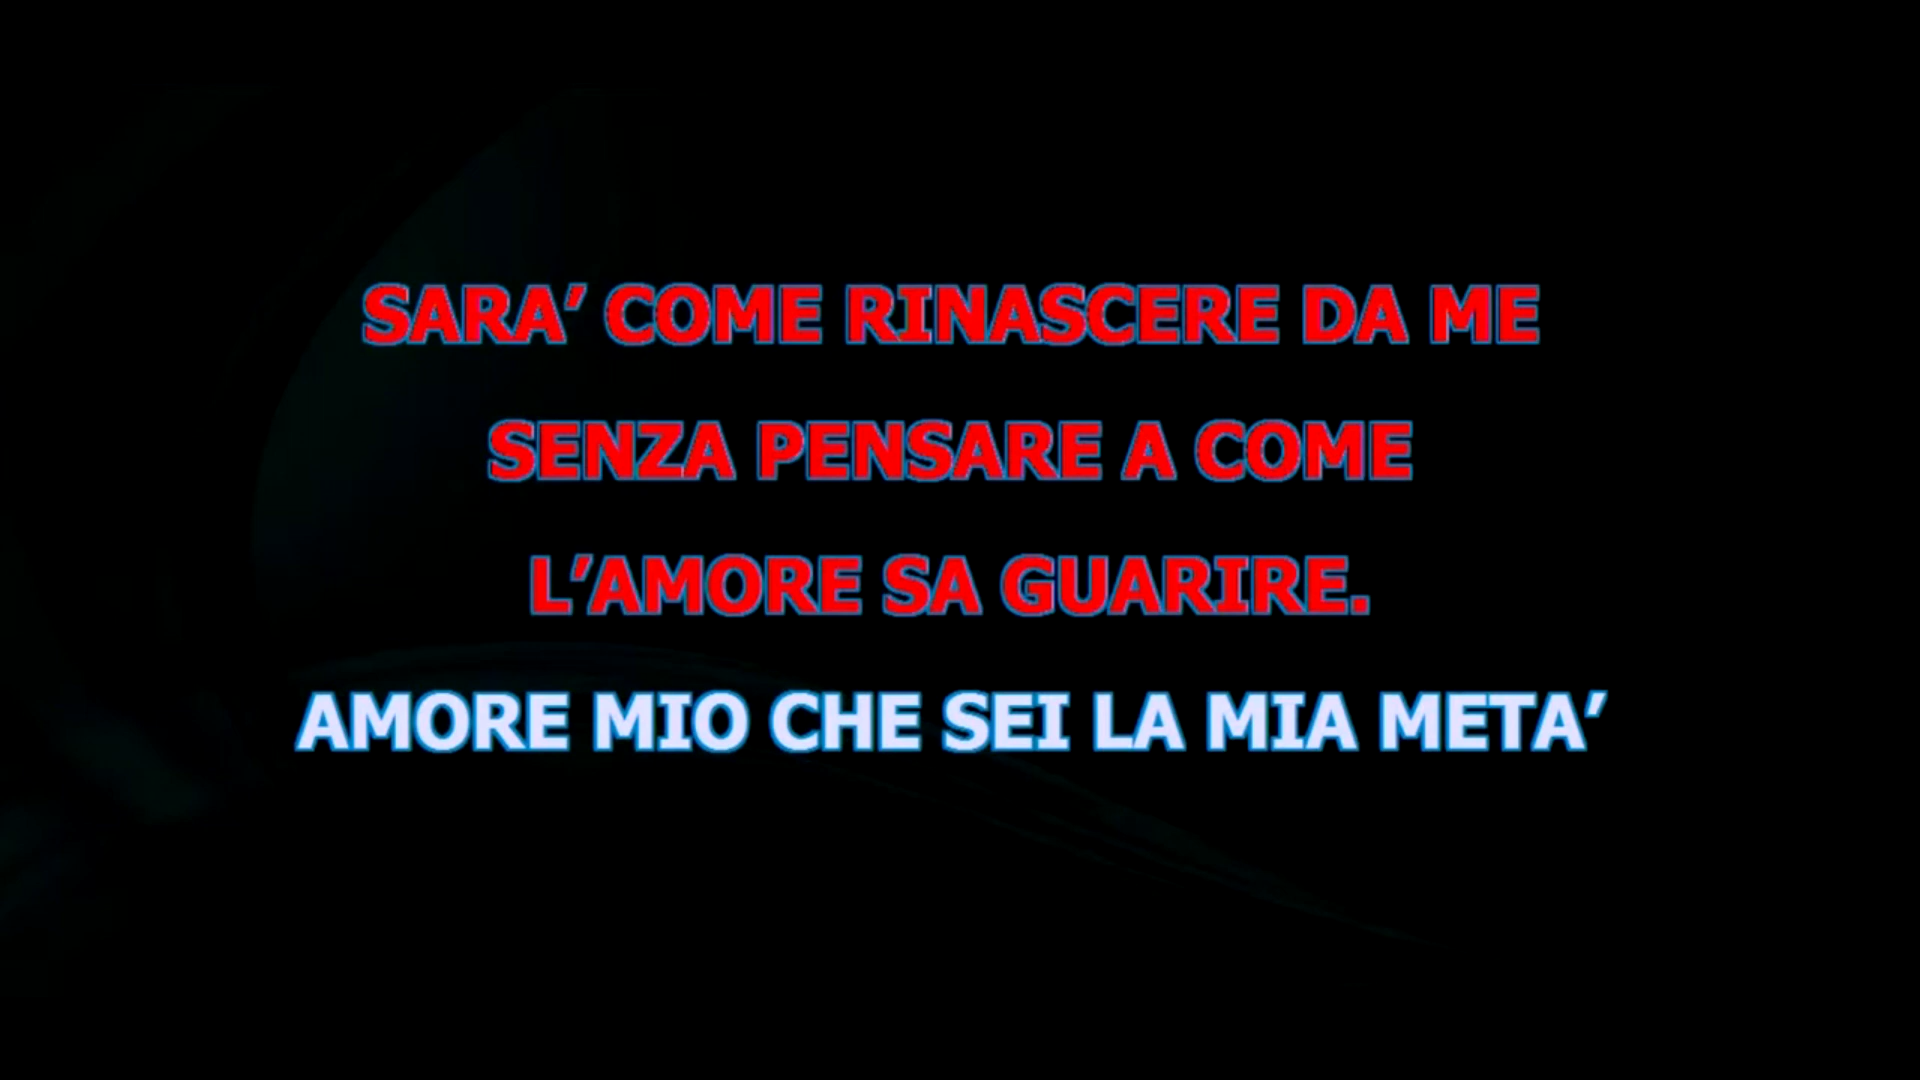 SARA’ COME RINASCERE DA ME
SENZA PENSARE A COME
L’AMORE SA GUARIRE.
AMORE MIO CHE SEI LA MIA META’